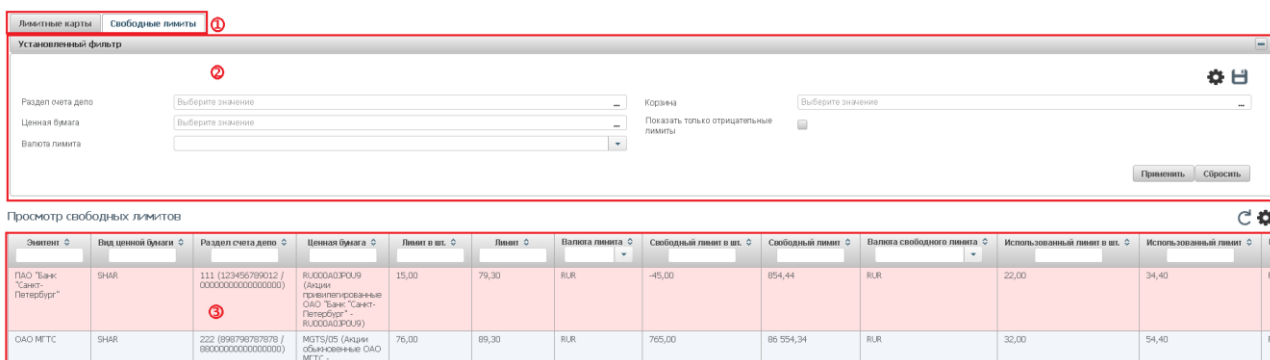 Лимитные карты Свободные лимиты ①
Установленный фильтр
②
Раздел счета депо Выберите значение ... Корзина Выберите значение ...
Ценная бумага Выберите значение ... Показать только отрицательные
лимиты
Валюта лимита
Применить Сбросить
Просмотр свободных лимитов
Эмитент Вид ценной бумаги Раздел счета депо Ценная бумага Лимит в шт. Лимит Валюта лимита Свободный лимит в шт. Свободный лимит Валюта свободного лимита Использованный лимит в шт. Использованный лимит
ПАО "Банк SHAR 111 (123456789012 / RU000A0JP0U9 15,00 79,30 RUR -45,00 854,44 RUR 22,00 34,40
"Санкт- 00000000000000000) (Акции
Петербург" привилегированные
ОАО "Банк "Санкт-
③ Петербург" -
RU000A0JP0U9)
ОАО МГТС SHAR 222 (898798787878 / MGTS/05 (Акции 76,00 89,30 RUR 765,00 86 554,34 RUR 32,00 54,40
88000000000000000) обыкновенные ОАО
МГТС -